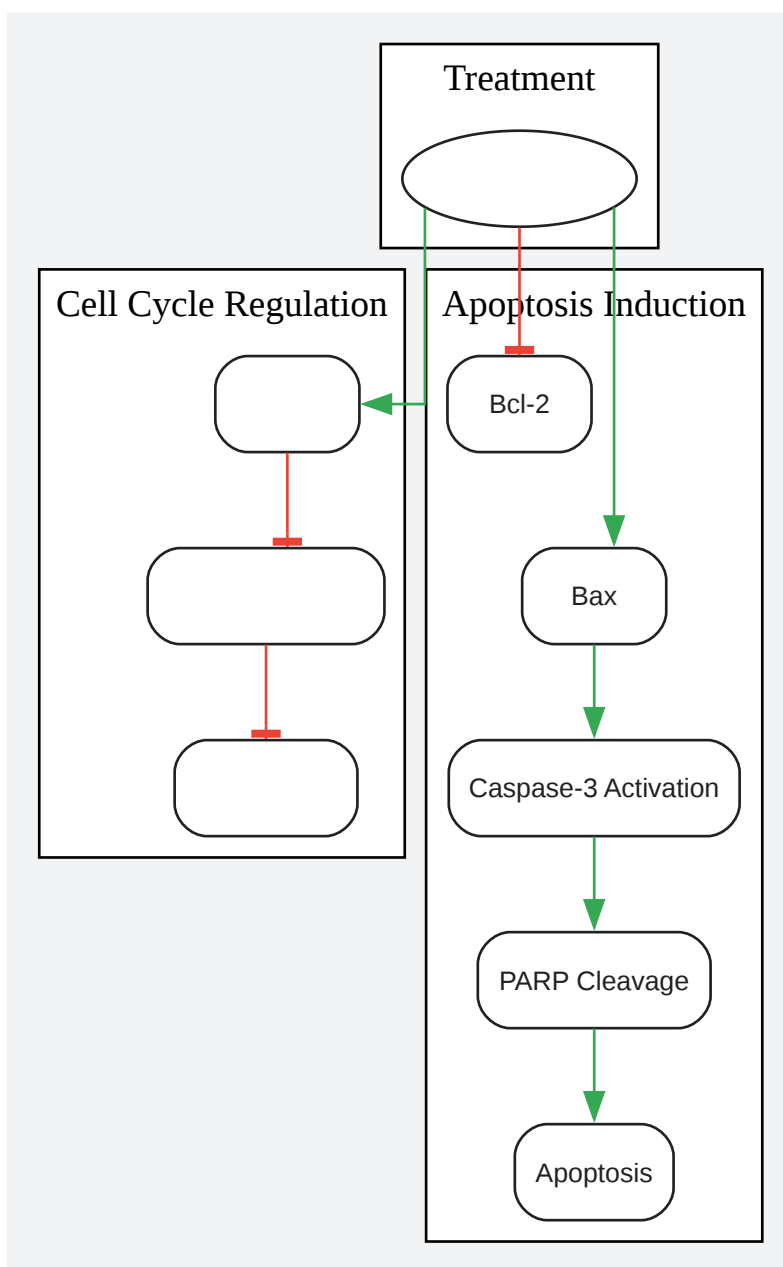 Treatment
Cell Cycle Regulation
Apoptosis Induction
Bcl-2
Bax
Caspase-3 Activation
PARP Cleavage
Apoptosis